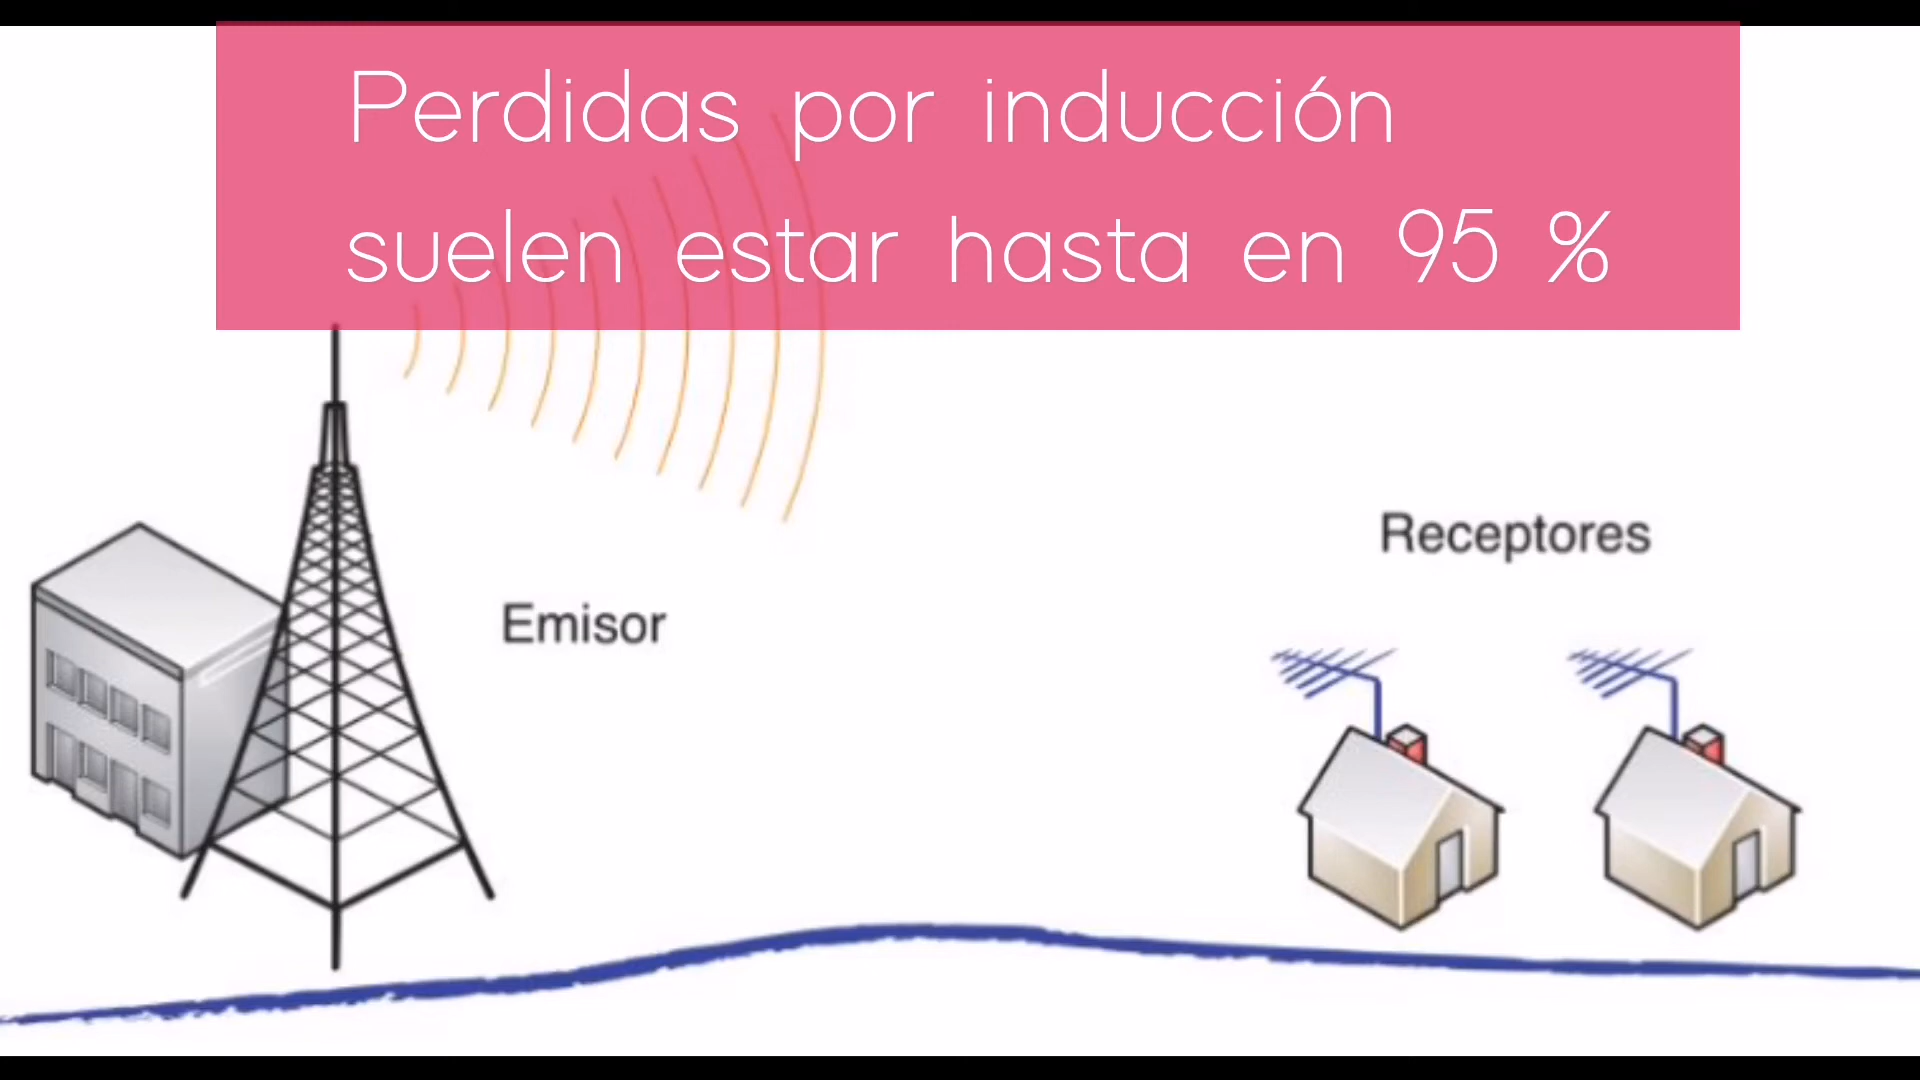 Perdidas por inducción
suelen estar hasta en 95 %
Receptores
Emisor